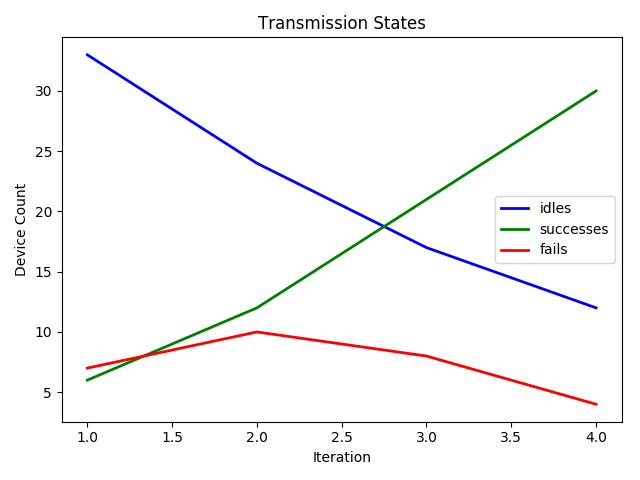 Transmission States
Device Count
30
25
20
15
10
5
idles
successes
fails
1.0 1.5 2.0 2.5 3.0 3.5 4.0
Iteration